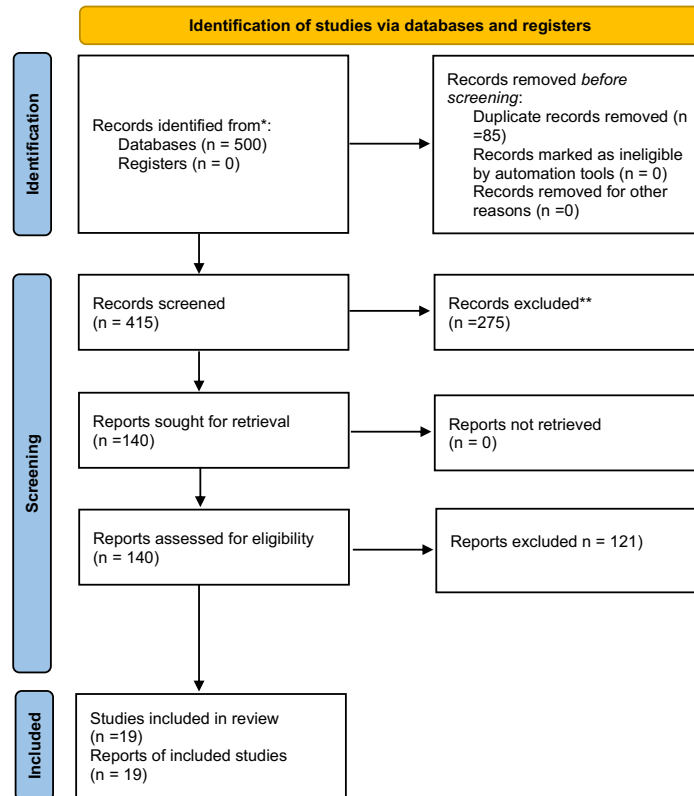 Identification of studies via databases and registers
Identification
Records identified from*:
Databases (n = 500)
Registers (n = 0)
Records removed before
screening:
Duplicate records removed (n
=85)
Records marked as ineligible
by automation tools (n = 0)
Records removed for other
reasons (n =0)
Screening
Records screened
(n = 415)
Records excluded**
(n =275)
Reports sought for retrieval
(n =140)
Reports not retrieved
(n = 0)
Reports assessed for eligibility
(n = 140)
Reports excluded n = 121)
Included
Studies included in review
(n =19)
Reports of included studies
(n = 19)